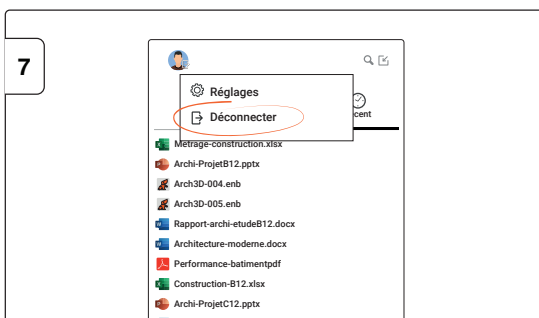 7
Réglages
Déconnecter
cent
Metrage-construction.xlsx
Archi-ProjetB12.pptx
Arch3D-004.enb
Arch3D-005.enb
Rapport-archi-etudeB12.docx
Architecture-moderne.docx
Performance-batimentpdf
Construction-B12.xlsx
Archi-ProjetC12.pptx